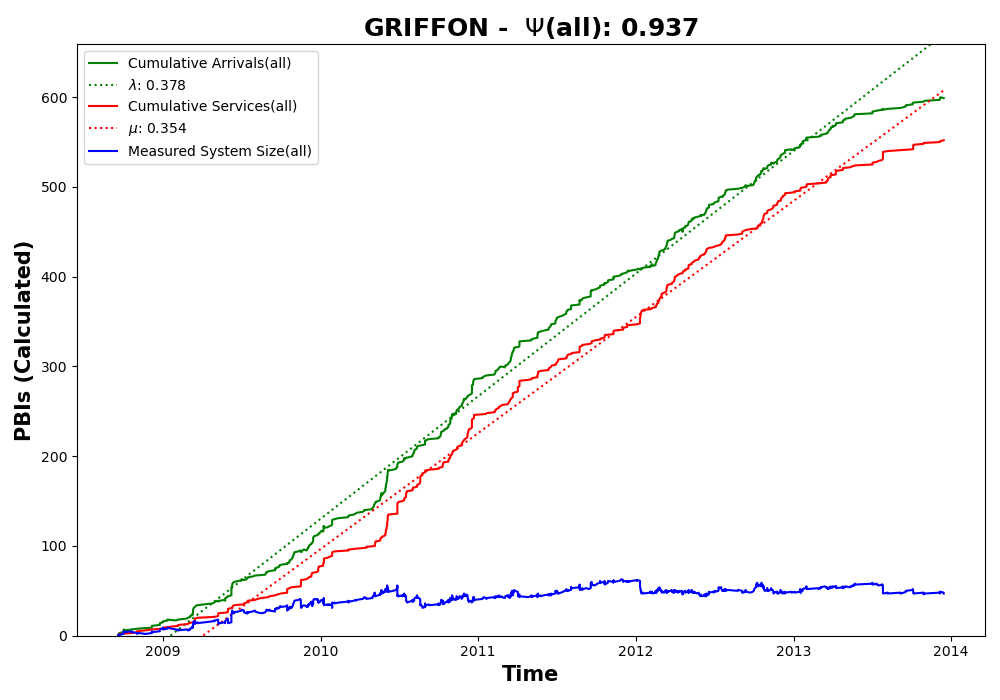 GRIFFON - Ψ(all): 0.937
Cumulative Arrivals(all)
λ: 0.378
Cumulative Services(all)
μ: 0.354
Measured System Size(all)
PBIs (Calculated)
600
500
400
300
200
100
0
2009 2010 2011 2012 2013 2014
Time